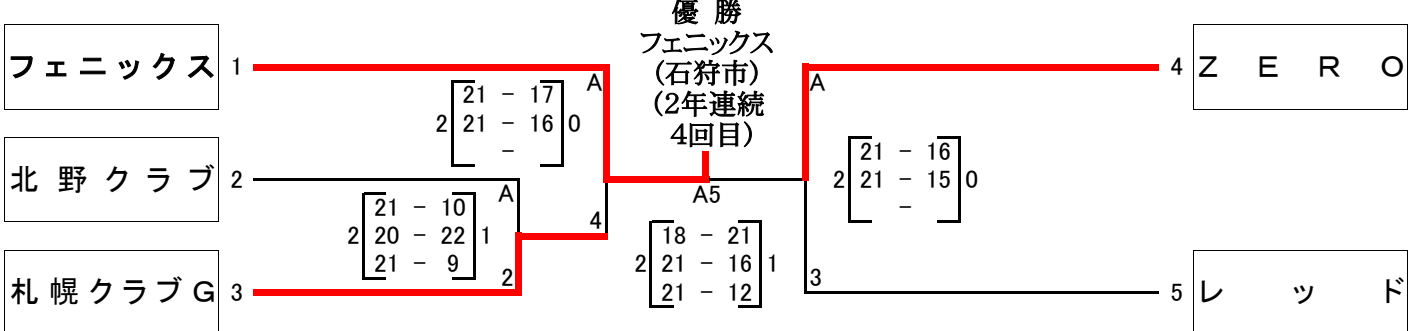 優 勝
フェニックス
(石狩市)
(2年連続
4回目)
フェニックス 1
4 Ｚ Ｅ Ｒ Ｏ
A
A
21 - 17
2 21 - 16 0
-
21 - 16
2 21 - 15 0
-
北 野 ク ラ ブ 2
A
A5
21 - 10
2 20 - 22 1
21 - 9
4
18 - 21
2 21 - 16 1
21 - 12
2
3
札 幌 ク ラ ブ G 3
5 レ ッ ド